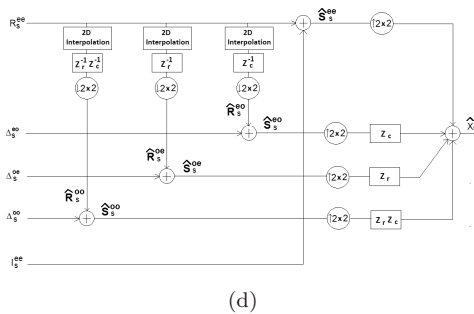 R_s^ee
Ŝ_s^ee
↑2×2
2D Interpolation
2D Interpolation
2D Interpolation
Z_r^-1 Z_c^-1
Z_r^-1
Z_c^-1
↓2×2
↓2×2
↓2×2
R̂_s^eo
Ŝ_s^eo
Δ_s^eo
↑2×2
Z_c
X̂
R̂_s^oe
Ŝ_s^oe
Δ_s^oe
↑2×2
Z_r
R̂_s^oo
Ŝ_s^oo
Δ_s^oo
↑2×2
Z_r Z_c
I_s^ee
(d)